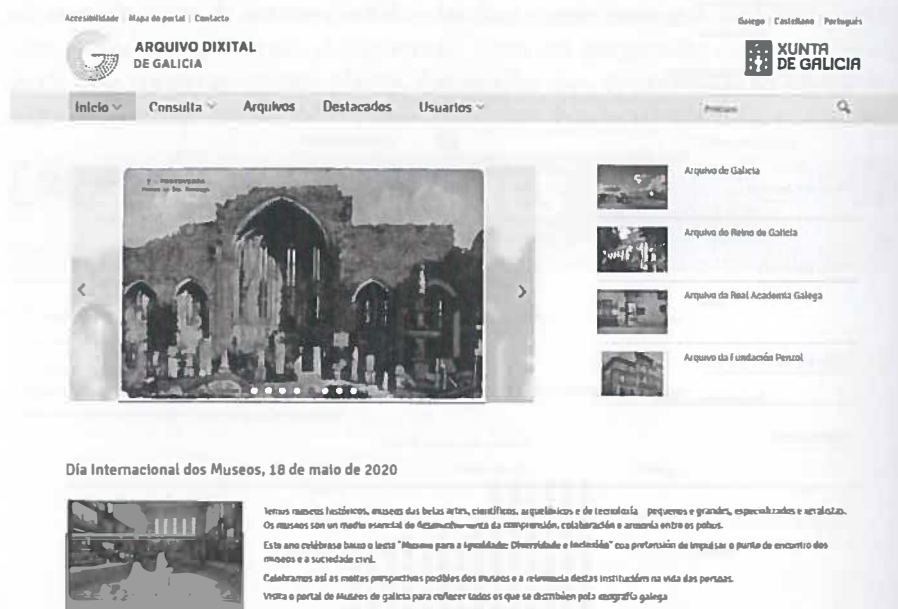 Accesibilidade | Mapa do portal | Contacto
Galego | Castellano | Português
ARQUIVO DIXITAL
DE GALICIA
XUNTA
DE GALICIA
Inicio
Consulta
Arquivos
Destacados
Usuarios
Procura
Arquivo de Galicia
Arquivo do Reino de Galicia
Arquivo da Real Academia Galega
Arquivo da Fundación Penzol
Día Internacional dos Museos, 18 de maio de 2020
Temos museos históricos, museos das belas artes, científicos, arqueolóxicos e de tecnoloxía pequenos e grandes, especializados e xeralistas.
Os museos son un medio esencial de desenvolvemento da comprensión, colaboración e armonía entre os pobos.
Este ano celébrase baixo o lema "Museos para a Igualdade: Diversidade e Inclusión" coa pretensión de impulsar o punto de encontro dos
museos e a sociedade civil.
Celebramos así as moitas perspectivas posibles dos museos e a relevancia destas institucións na vida das persoas.
Visita o portal de Museos de galicia para coñecer todos os que se distribúen pola xeografía galega